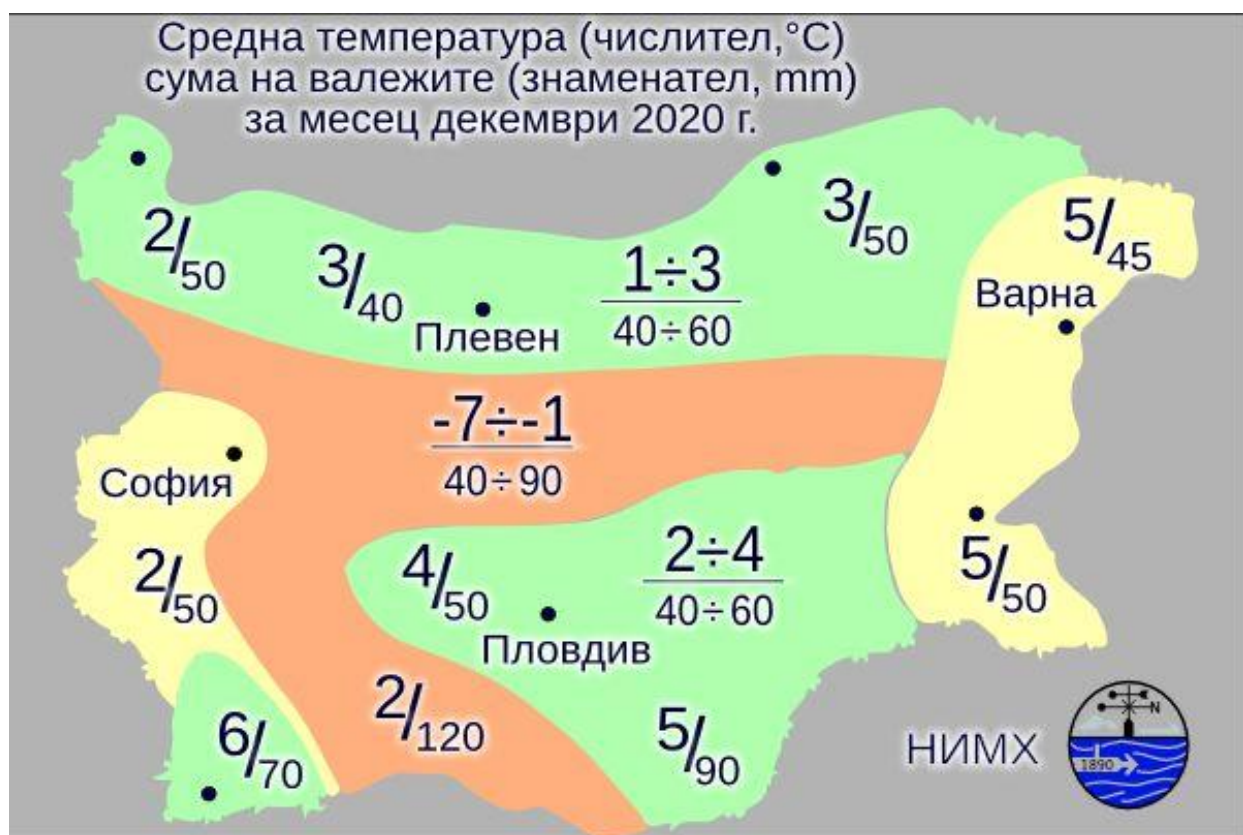 Средна температура (числител,°C)
сума на валежите (знаменател, mm)
за месец декември 2020 г.
2/50
3/40
Плевен
1÷3
40÷60
3/50
5/45
Варна
-7÷-1
40÷90
София
2/50
4/50
Пловдив
2÷4
40÷60
5/50
6/70
2/120
5/90
НИМХ
N
1890